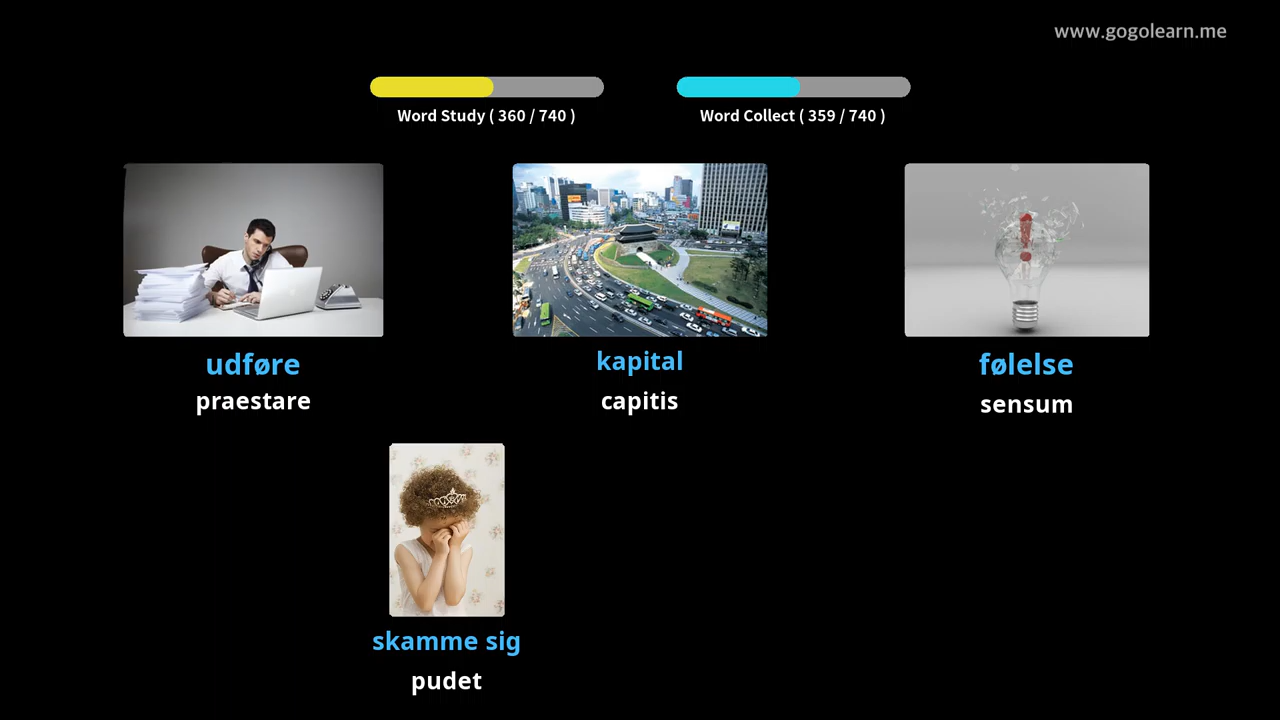 www.gogolearn.me
Word Study ( 360 / 740 )
Word Collect ( 359 / 740 )
udføre
praestare
kapital
capitis
følelse
sensum
skamme sig
pudet